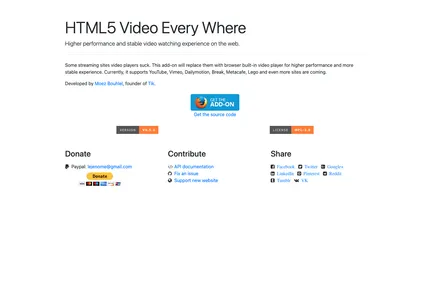 HTML5 Video Every Where
Higher performance and stable video watching experience on the web.
Some streaming sites video players suck. This add-on will replace them with browser built-in video player for higher performance and more
stable experience. Currently, it supports YouTube, Vimeo, Dailymotion, Break, Metacafe, Lego and even more sites are coming.
Developed by Moez Bouhlel, founder of Tik.
GET THE
ADD-ON
Get the source code
VERSION
LICENSE MPL-2.0
Donate Contribute Share
Paypal:
API documentation
Facebook Twitter Google+
Donate
Fix an issue
LinkedIn Pinterest Reddit
Support new website
Tumblr VK